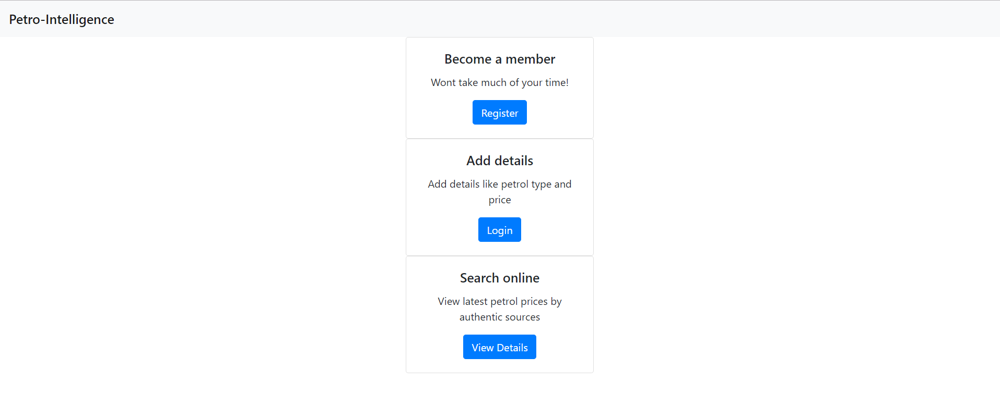 Petro-Intelligence
Become a member
Wont take much of your time!
Register
Add details
Add details like petrol type and
price
Login
Search online
View latest petrol prices by
authentic sources
View Details